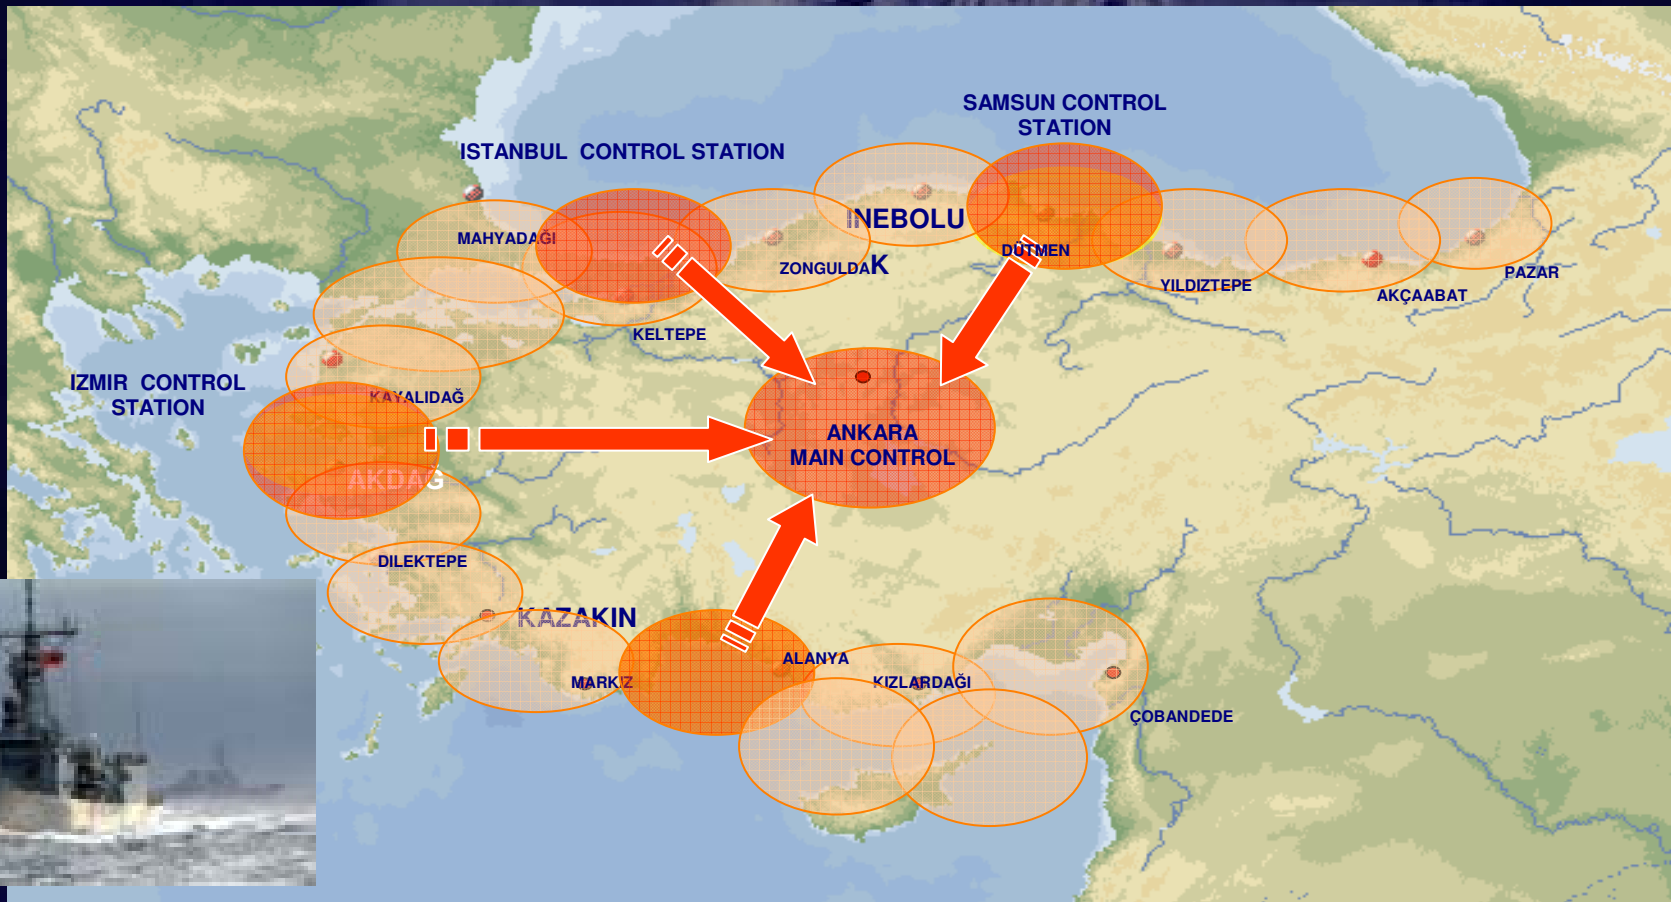 SAMSUN CONTROL
STATION
ISTANBUL CONTROL STATION
MAHYADAĞI
INEBOLU
ZONGULDAK
DÜTMEN
YILDIZTEPE
AKÇAABAT
PAZAR
KELTEPE
IZMIR CONTROL
STATION
KAYALIDAĞ
ANKARA
MAIN CONTROL
AKDAĞ
DILEKTEPE
KAZAKIN
MARKIZ
ALANYA
KIZLARDAĞI
ÇOBANDEDE